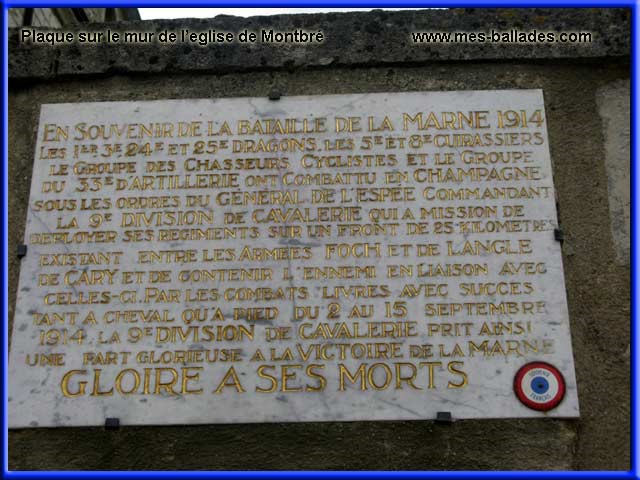 Plaque sur le mur de l'eglise de Montbré
www.mes-ballades.com
EN SOUVENIR DE LA BATAILLE DE LA MARNE 1914
LES 1ER 3E 24E ET 25E DRAGONS. LES 5E ET 8E CUIRASSIERS
LE GROUPE DES CHASSEURS CYCLISTES ET LE GROUPE
DU 33E D'ARTILLERIE ONT COMBATTU EN CHAMPAGNE
SOUS LES ORDRES DU GENERAL DE L'ESPÉE COMMANDANT
LA 9E DIVISION DE CAVALERIE QUI A MISSION DE
DEPLOYER SES REGIMENTS SUR UN FRONT DE 25 KILOMETRES
EXISTANT ENTRE LES ARMÉES FOCH ET DE LANGLE
DE CARY ET DE CONTENIR L'ENNEMI EN LIAISON AVEC
CELLES-CI. PAR LES COMBATS LIVRES AVEC SUCCES
TANT A CHEVAL QU'A PIED DU 2 AU 15 SEPTEMBRE
1914 LA 9E DIVISION DE CAVALERIE PRIT AINSI
UNE PART GLORIEUSE A LA VICTOIRE DE LA MARNE
GLOIRE A SES MORTS
SOUVENIR
FRANÇAIS